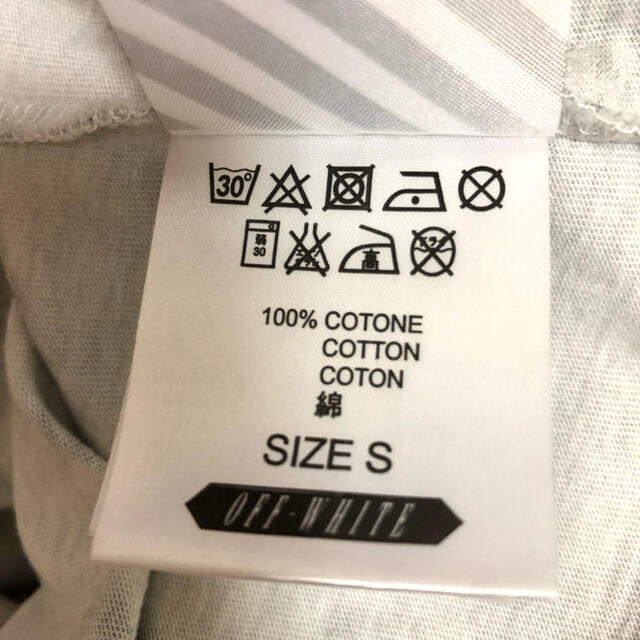 30°
弱
30
高
100% COTONE
COTTON
COTON
綿
SIZE S
OFF-WHITE